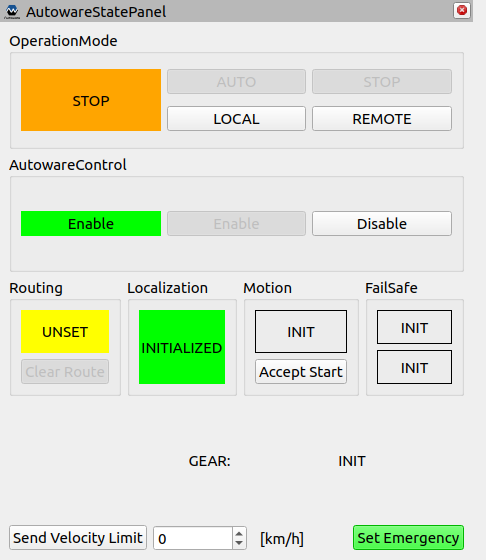 AutowareStatePanel
OperationMode
STOP
AUTO
STOP
LOCAL
REMOTE
AutowareControl
Enable
Enable
Disable
Routing
Localization
Motion
FailSafe
UNSET
Clear Route
INITIALIZED
INIT
Accept Start
INIT
INIT
GEAR:
INIT
Send Velocity Limit
0
[km/h]
Set Emergency